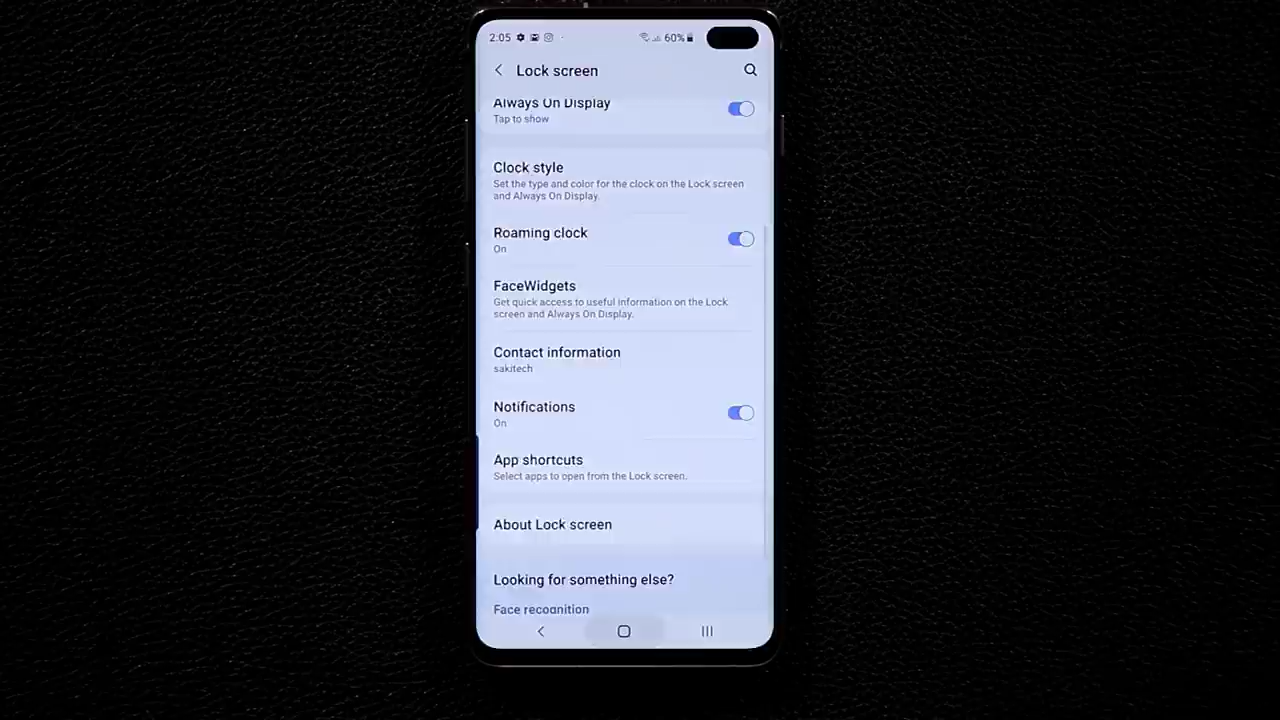 2:05
60%
Lock screen
Always On Display
Tap to show
Clock style
Set the type and color for the clock on the Lock screen
and Always On Display.
Roaming clock
On
FaceWidgets
Get quick access to useful information on the Lock
screen and Always On Display.
Contact information
sakitech
Notifications
On
App shortcuts
Select apps to open from the Lock screen.
About Lock screen
Looking for something else?
Face recognition